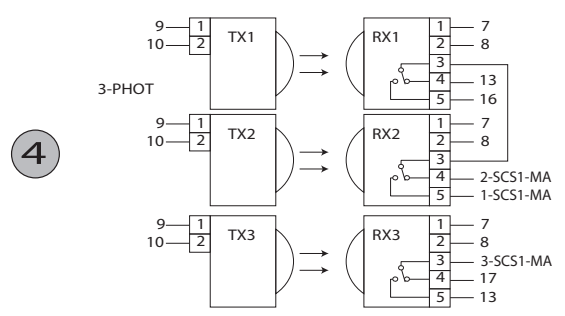 9 1 TX1 RX1 1 7
10 2 2 8
3
4 13
5 16
3-PHOT
4
9 1 TX2 RX2 1 7
10 2 2 8
3
4 2-SCS1-MA
5 1-SCS1-MA
9 1 TX3 RX3 1 7
10 2 2 8
3 3-SCS1-MA
4 17
5 13